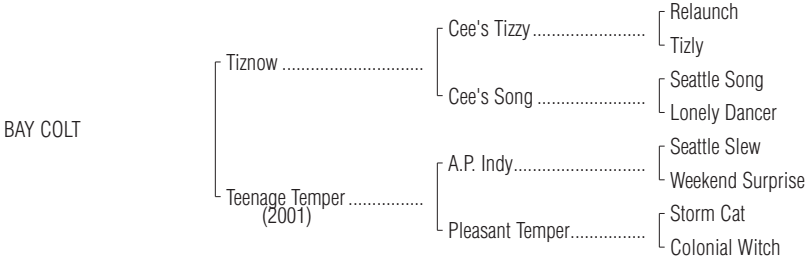 Relaunch
Cee's Tizzy........................
Tizly
Tiznow ..............................
Seattle Song
Cee's Song .......................
Lonely Dancer
BAY COLT
Seattle Slew
A.P. Indy............................
Weekend Surprise
Teenage Temper ................
(2001)
Storm Cat
Pleasant Temper................
Colonial Witch